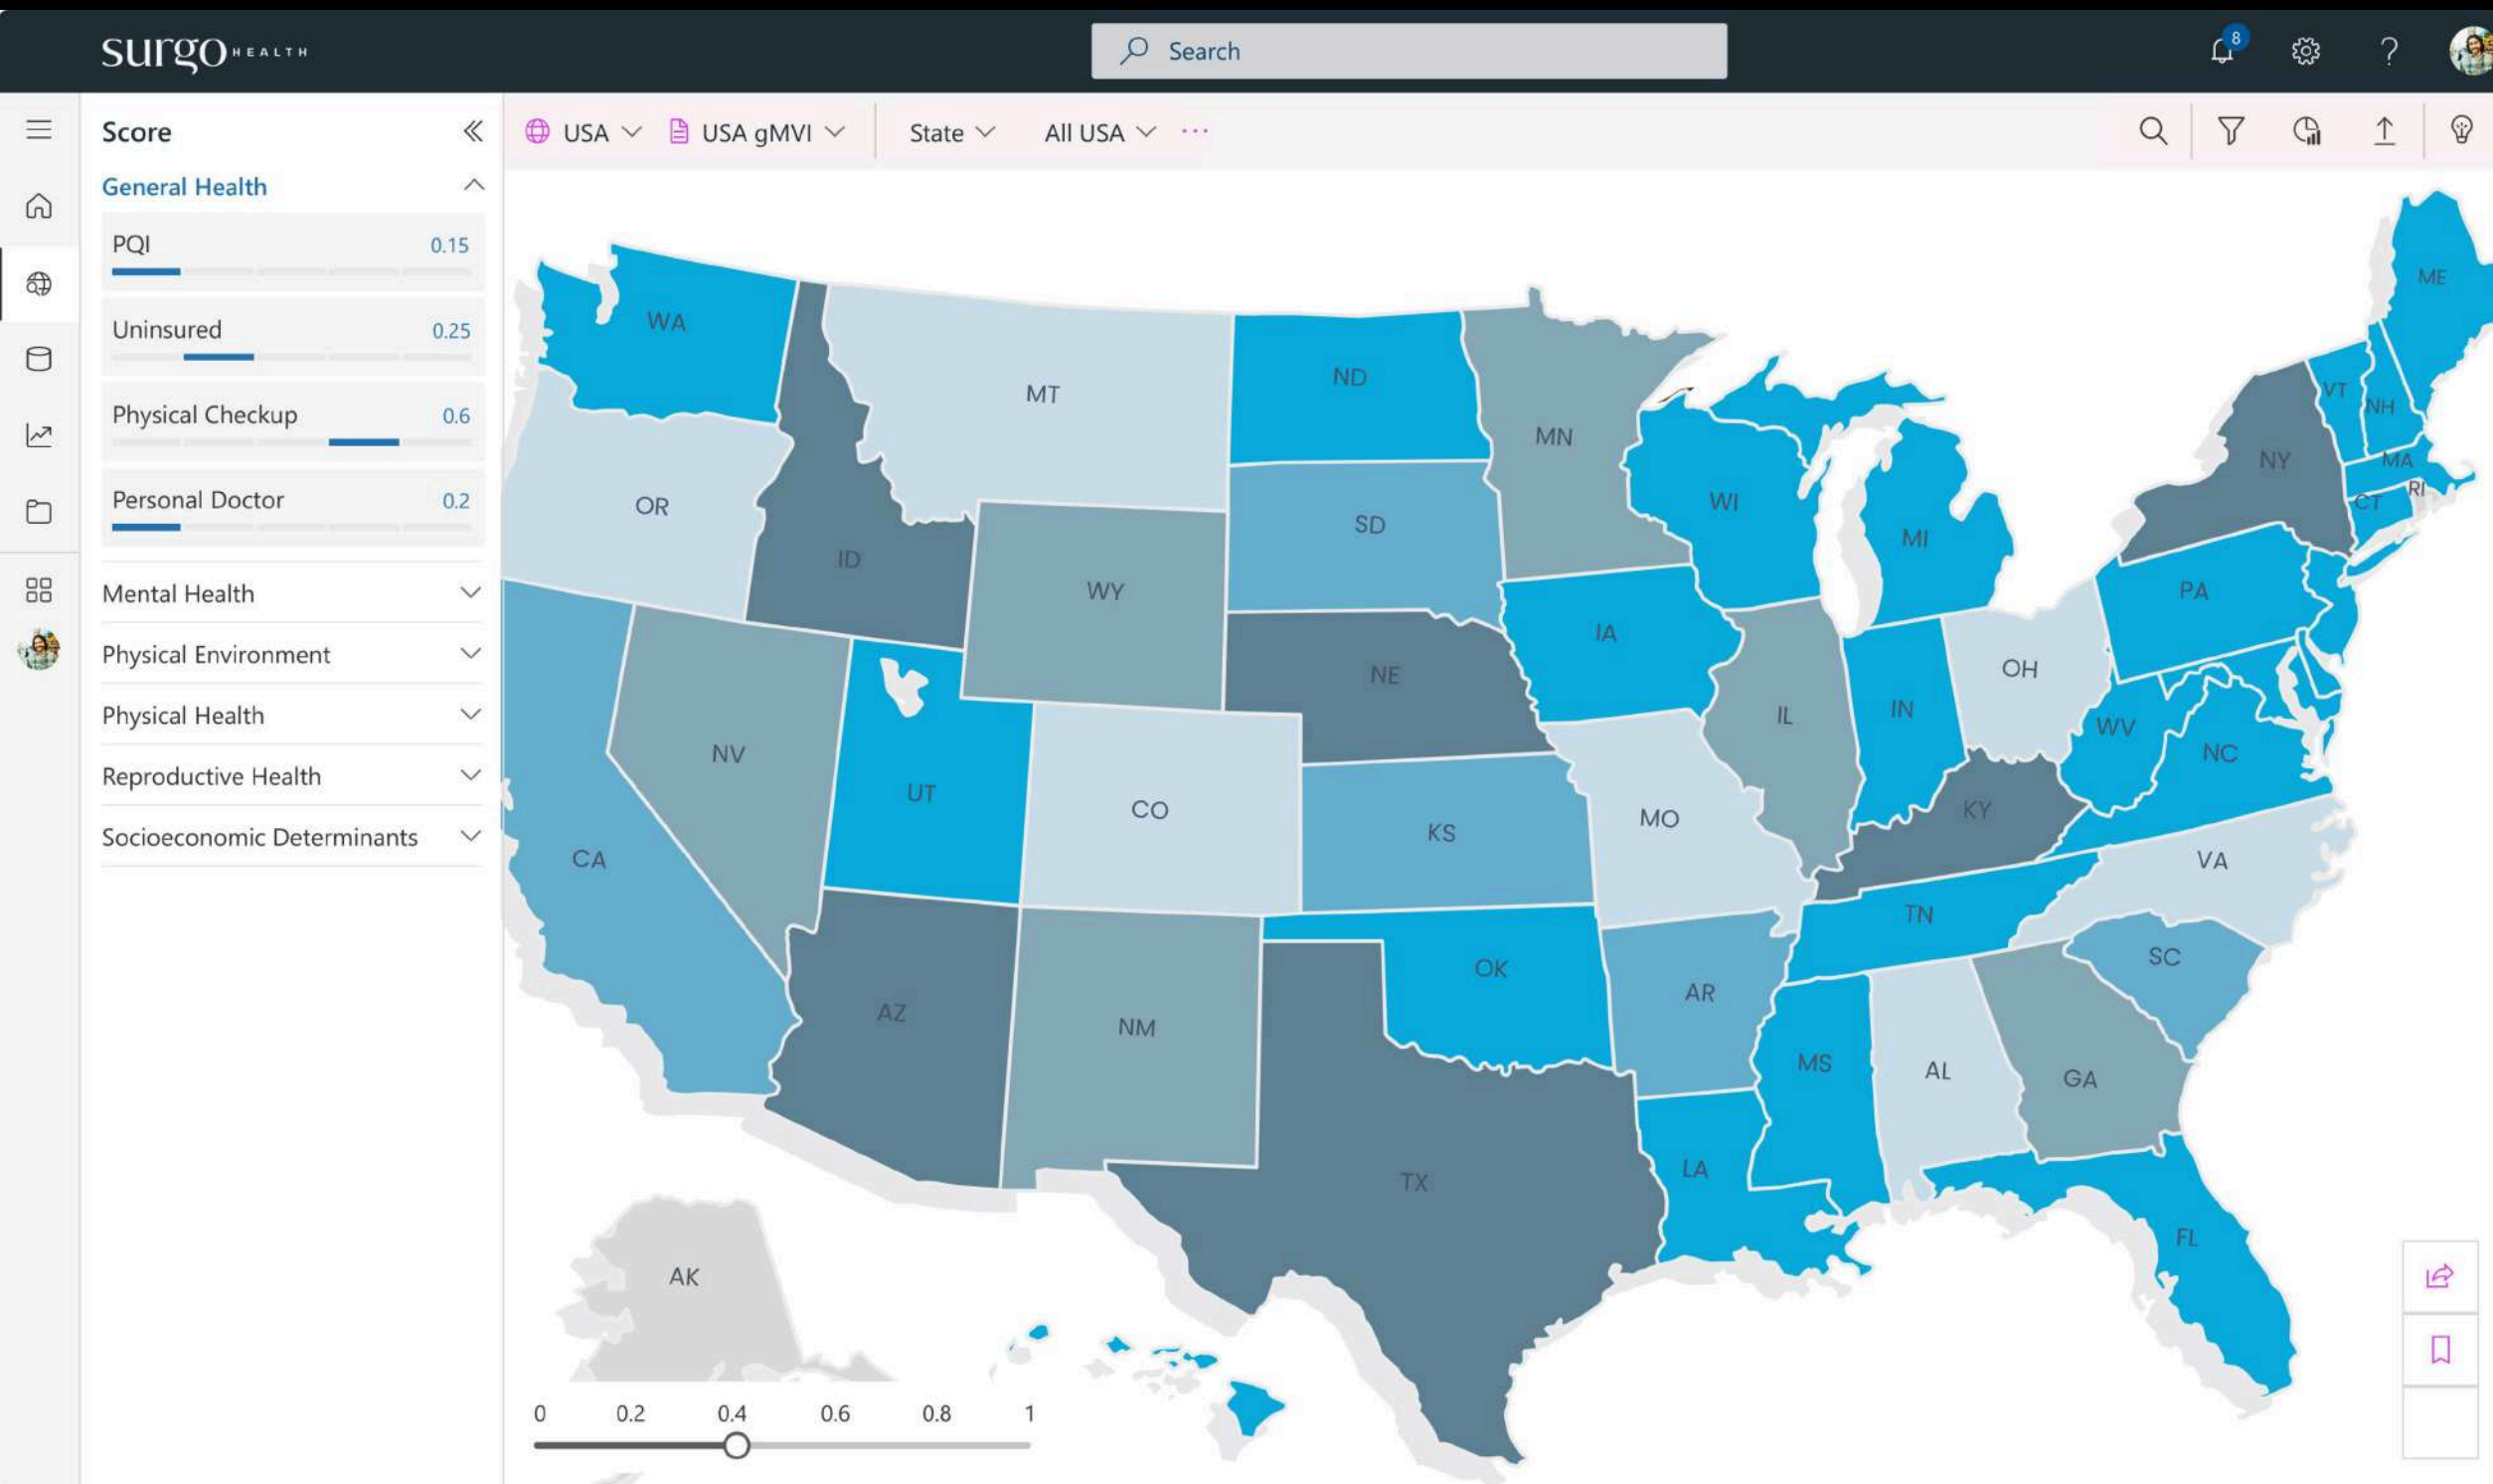 surgo HEALTH
Search
8
?
Score
USA
USA gMVI
State
All USA
General Health
PQI 0.15
Uninsured 0.25
Physical Checkup 0.6
Personal Doctor 0.2
Mental Health
Physical Environment
Physical Health
Reproductive Health
Socioeconomic Determinants
ME
WA
ND
VT
MT
NH
MN
NY
MA
RI
WI
CT
OR
SD
MI
ID
PA
WY
IA
OH
NE
IN
IL
WV
NV
NC
UT
CO
KY
MO
KS
CA
VA
TN
SC
OK
AR
AZ
NM
MS
AL
GA
LA
TX
FL
AK
0 0.2 0.4 0.6 0.8 1